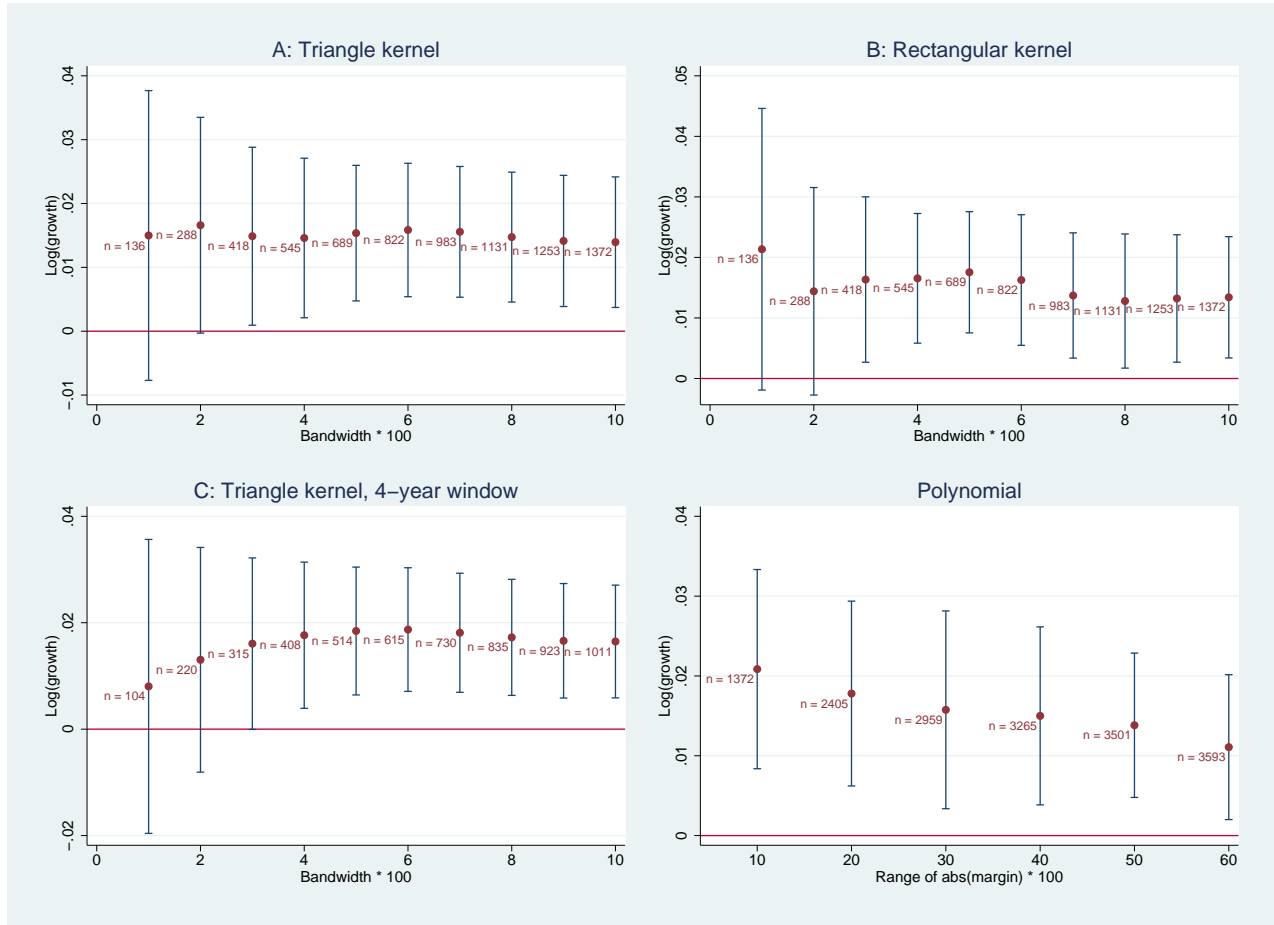 A: Triangle kernel
Log(growth)
.04
.03
.02
.01
0
−.01
n = 136
n = 288
n = 418
n = 545
n = 689
n = 822
n = 983
n = 1131
n = 1253
n = 1372
0 2 4 6 8 10
Bandwidth * 100
B: Rectangular kernel
Log(growth)
.05
.04
.03
.02
.01
0
n = 136
n = 288
n = 418
n = 545
n = 689
n = 822
n = 983
n = 1131
n = 1253
n = 1372
0 2 4 6 8 10
Bandwidth * 100
C: Triangle kernel, 4−year window
Log(growth)
.04
.02
0
−.02
n = 104
n = 220
n = 315
n = 408
n = 514
n = 615
n = 730
n = 835
n = 923
n = 1011
0 2 4 6 8 10
Bandwidth * 100
Polynomial
Log(growth)
.04
.03
.02
.01
0
n = 1372
n = 2405
n = 2959
n = 3265
n = 3501
n = 3593
10 20 30 40 50 60
Range of abs(margin) * 100